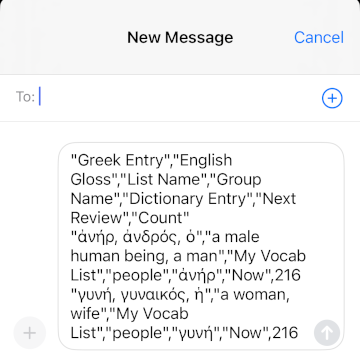 New Message
Cancel
To:
"Greek Entry","English
Gloss","List Name","Group
Name","Dictionary Entry","Next
Review","Count"
"ἀνήρ, ἀνδρός, ὁ","a male
human being, a man","My Vocab
List","people","ἀνήρ","Now",216
"γυνή, γυναικός, ἡ","a woman,
wife","My Vocab
List","people","γυνή","Now",216